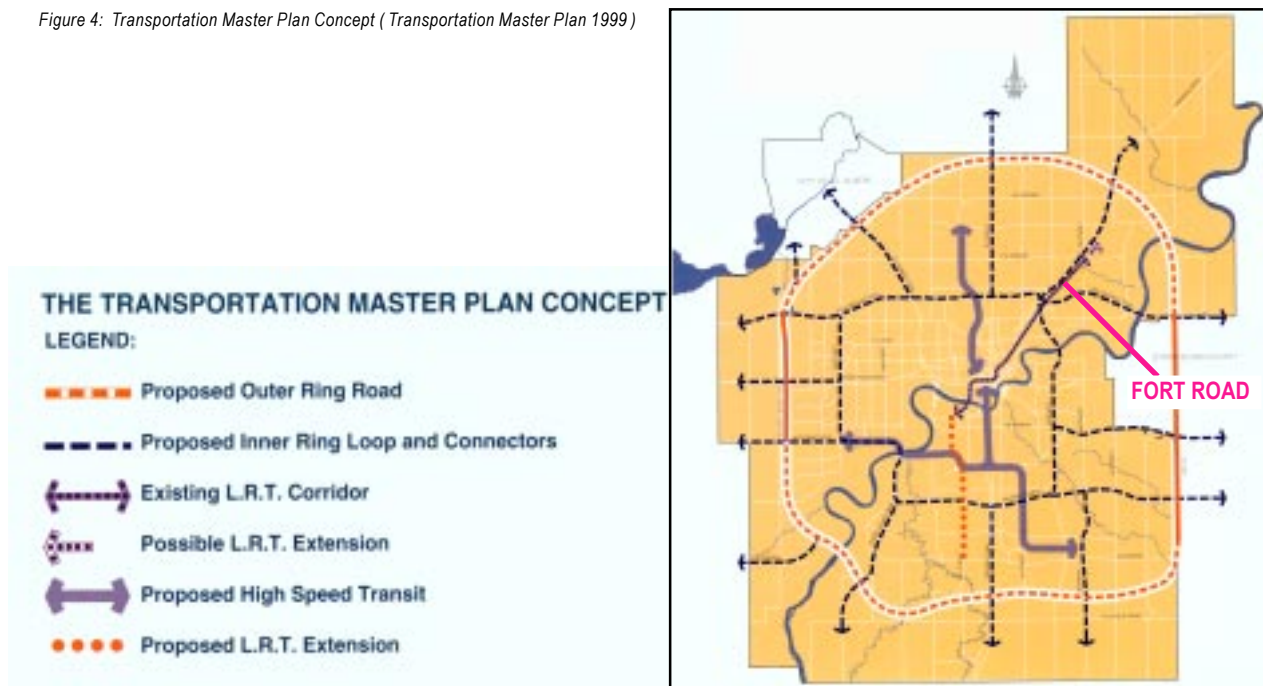 Figure 4: Transportation Master Plan Concept ( Transportation Master Plan 1999 )
THE TRANSPORTATION MASTER PLAN CONCEPT
LEGEND:
Proposed Outer Ring Road
Proposed Inner Ring Loop and Connectors
Existing L.R.T. Corridor
Possible L.R.T. Extension
Proposed High Speed Transit
Proposed L.R.T. Extension
FORT ROAD